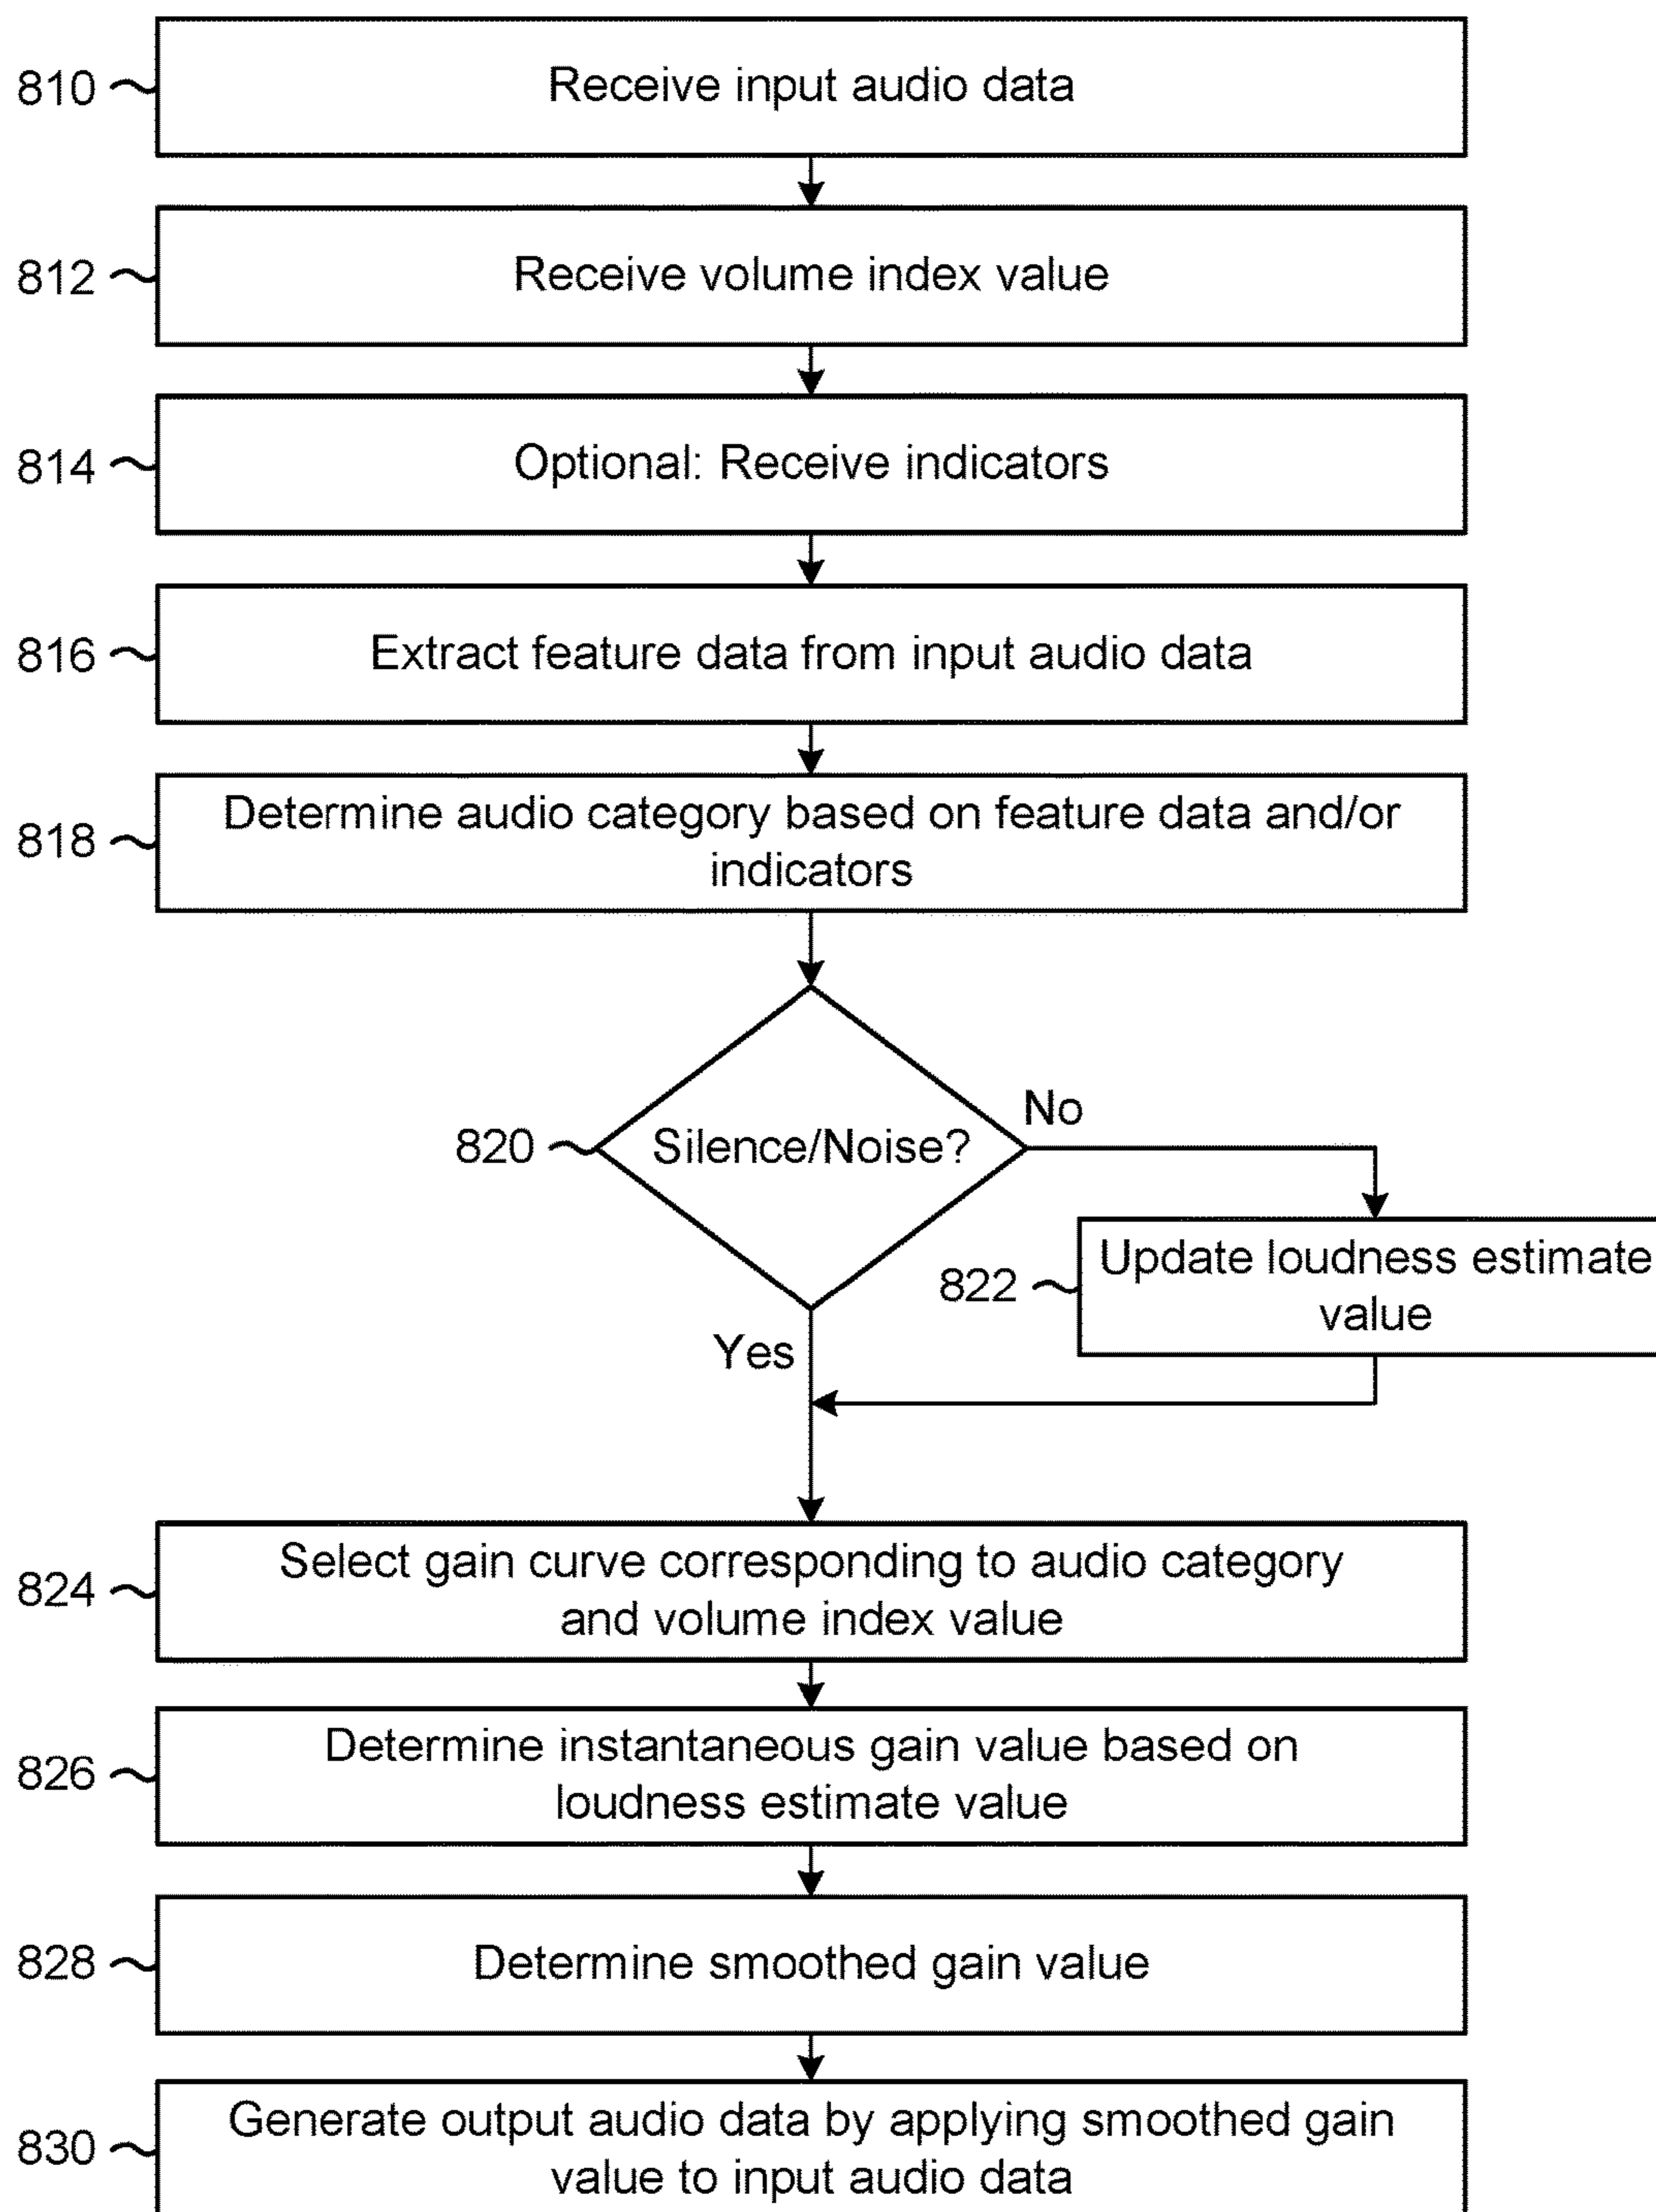 810
Receive input audio data
812
Receive volume index value
814
Optional: Receive indicators
816
Extract feature data from input audio data
818
Determine audio category based on feature data and/or
indicators
820
Silence/Noise?
No
822
Update loudness estimate
value
Yes
824
Select gain curve corresponding to audio category
and volume index value
826
Determine instantaneous gain value based on
loudness estimate value
828
Determine smoothed gain value
830
Generate output audio data by applying smoothed gain
value to input audio data